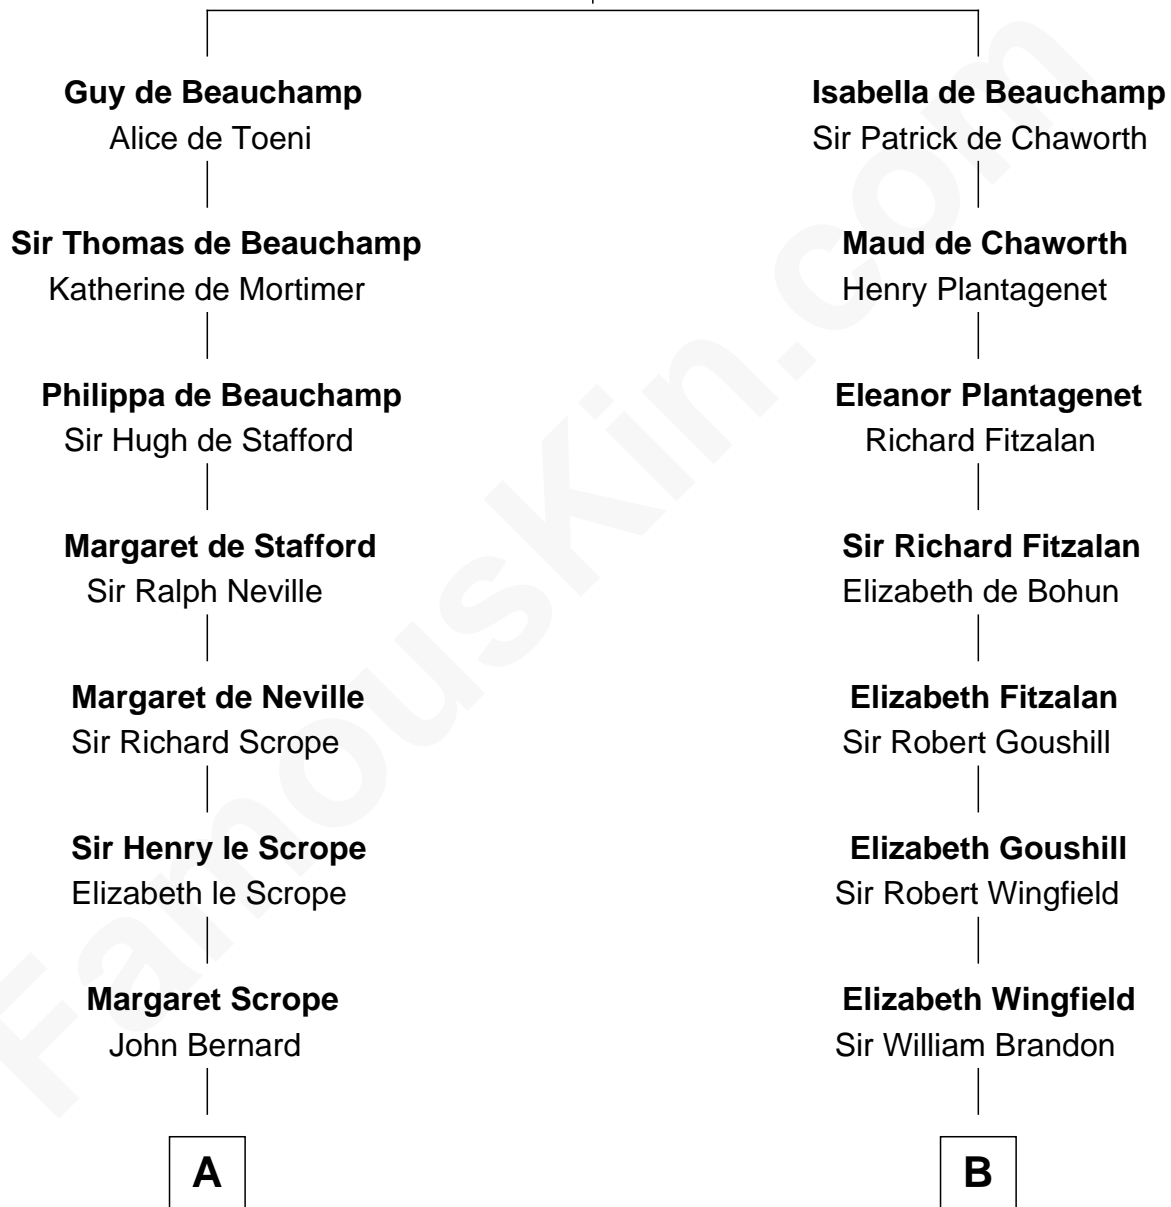 Guy de Beauchamp
Alice de Toeni
Sir Thomas de Beauchamp
Katherine de Mortimer
Philippa de Beauchamp
Sir Hugh de Stafford
Margaret de Stafford
Sir Ralph Neville
Margaret de Neville
Sir Richard Scrope
Sir Henry le Scrope
Elizabeth le Scrope
Margaret Scrope
John Bernard
A
Isabella de Beauchamp
Sir Patrick de Chaworth
Maud de Chaworth
Henry Plantagenet
Eleanor Plantagenet
Richard Fitzalan
Sir Richard Fitzalan
Elizabeth de Bohun
Elizabeth Fitzalan
Sir Robert Goushill
Elizabeth Goushill
Sir Robert Wingfield
Elizabeth Wingfield
Sir William Brandon
B
FamousKin.com